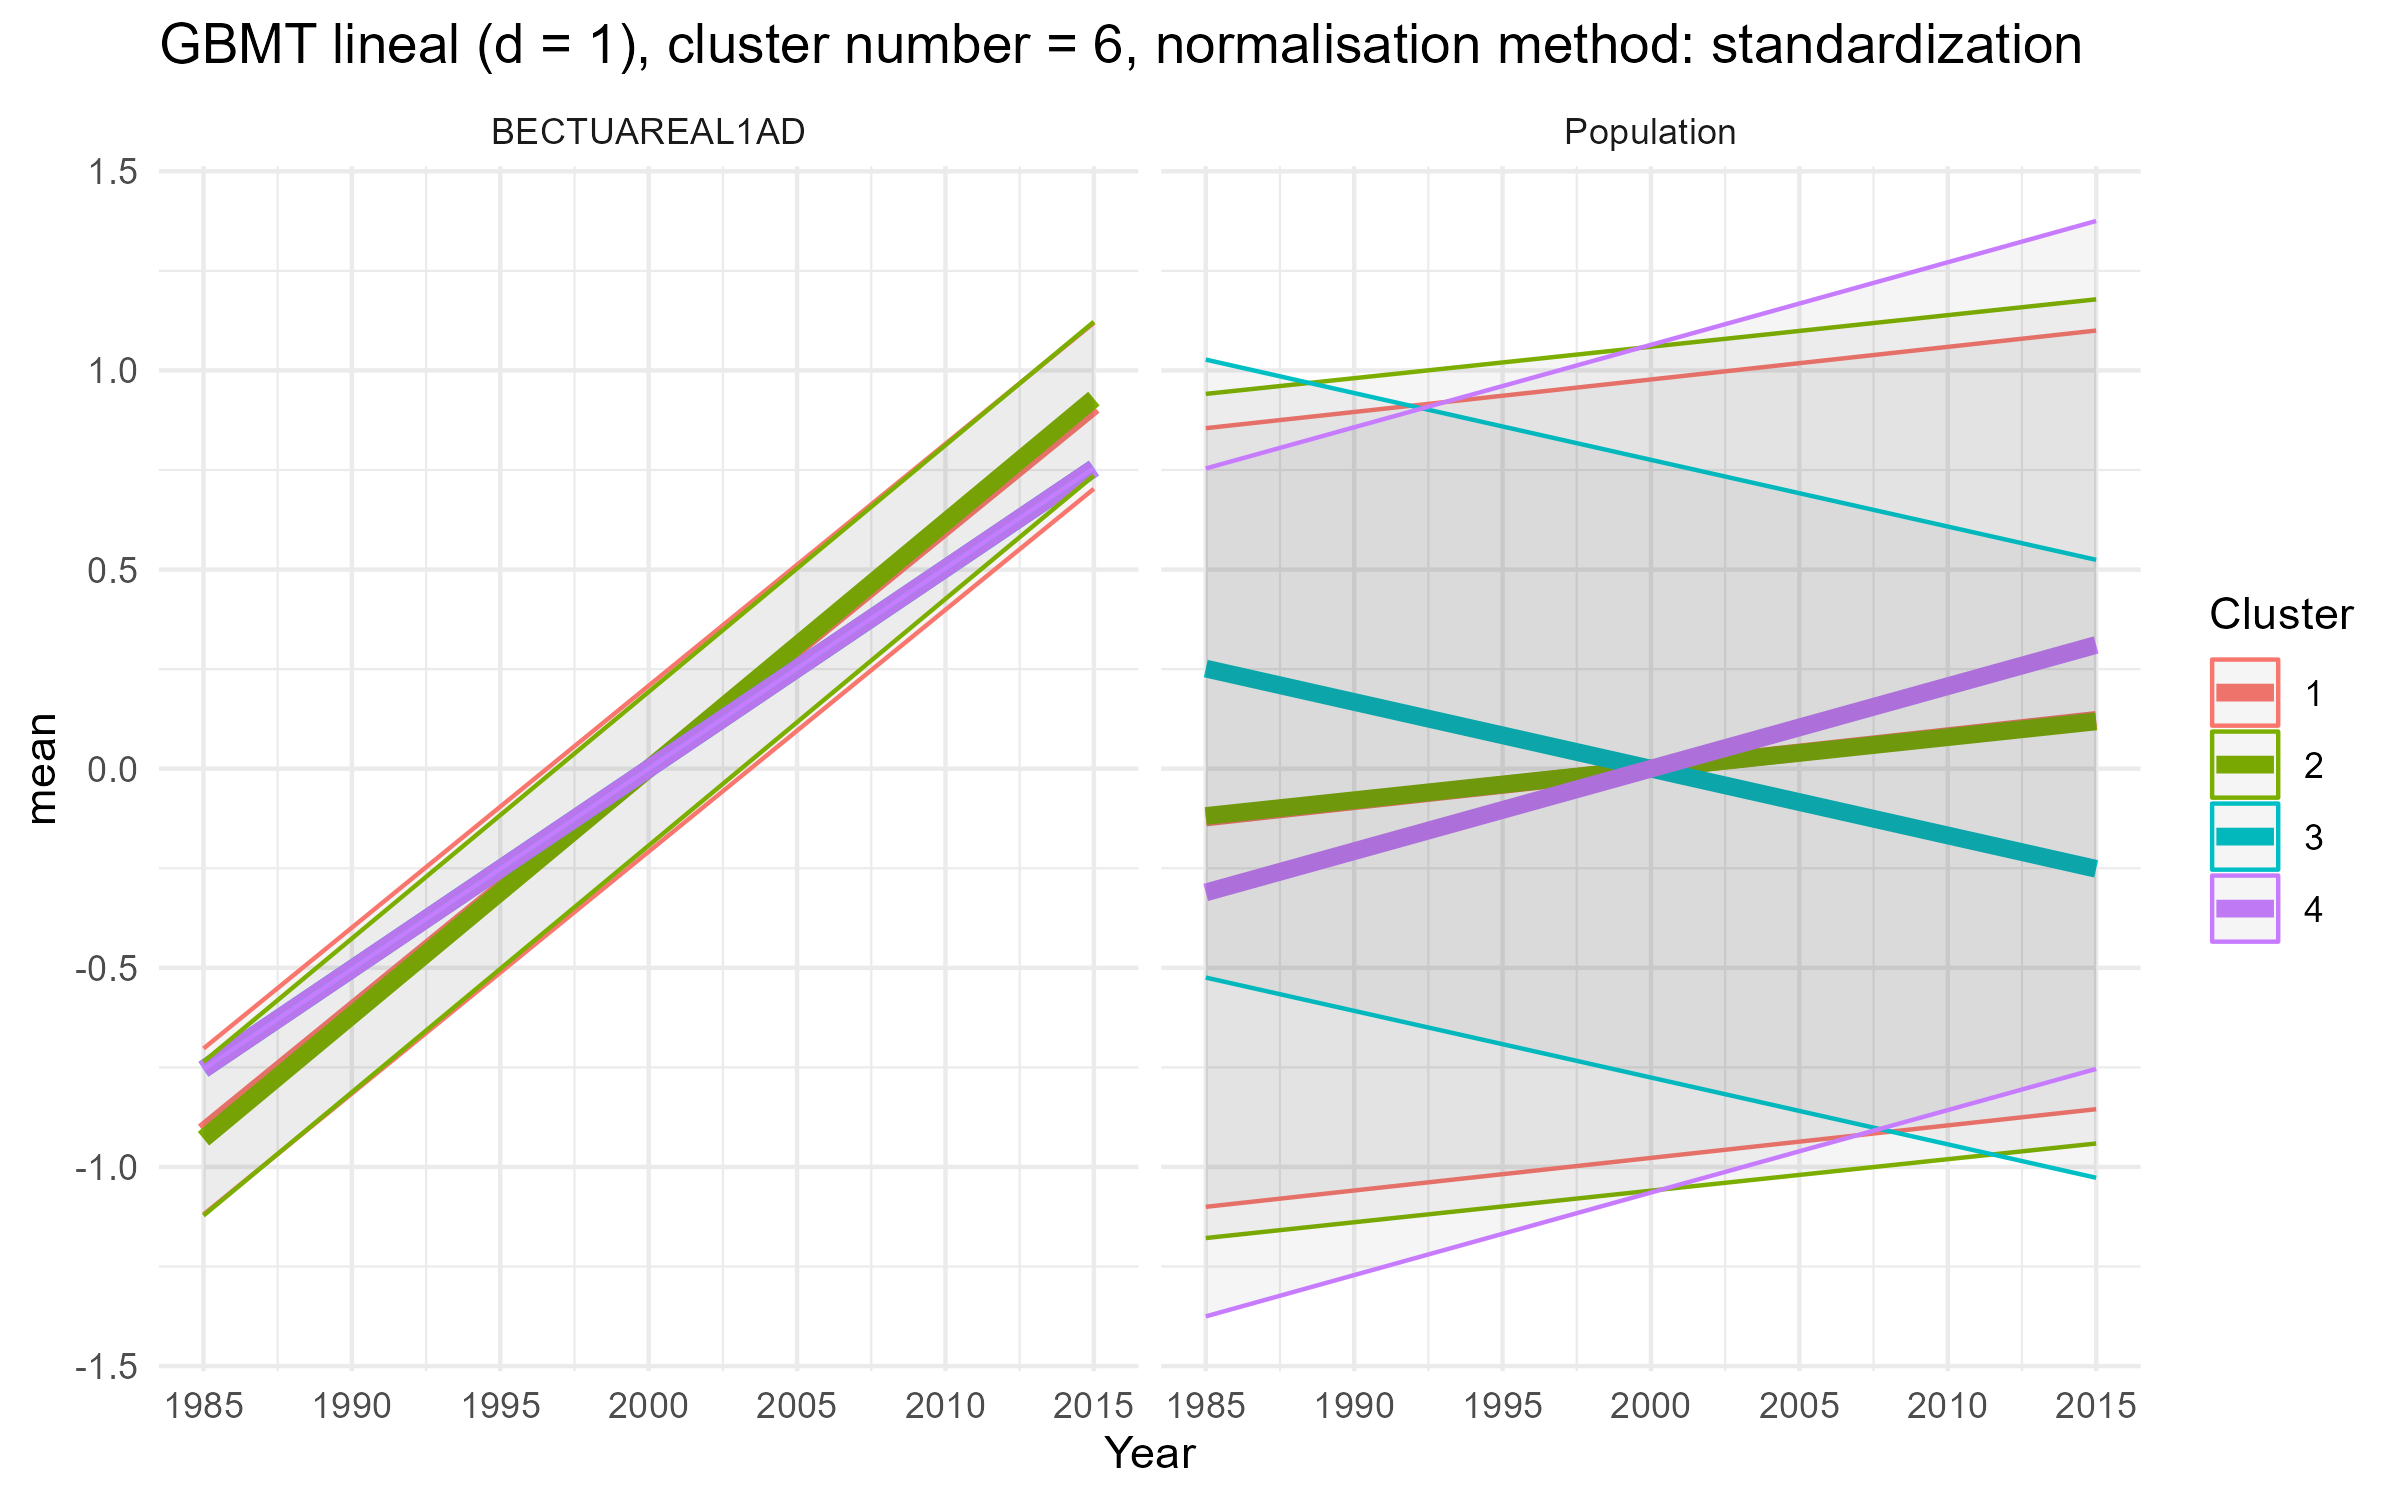 GBMT lineal (d = 1), cluster number = 6, normalisation method: standardization
BECTUAREAL1AD
Population
1.5
1.0
0.5
0.0
-0.5
-1.0
-1.5
mean
1985 1990 1995 2000 2005 2010 2015
1985 1990 1995 2000 2005 2010 2015
Year
Cluster
1
2
3
4